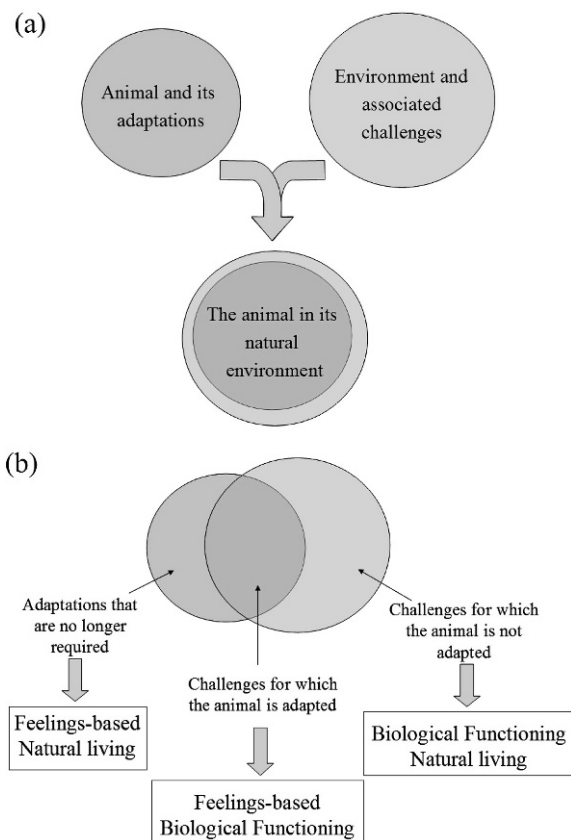 (a)
Animal and its
adaptations
Environment and
associated
challenges
The animal in its
natural
environment
(b)
Adaptations that
are no longer
required
Feelings-based
Natural living
Challenges for which
the animal is adapted
Feelings-based
Biological Functioning
Challenges for which
the animal is not
adapted
Biological Functioning
Natural living